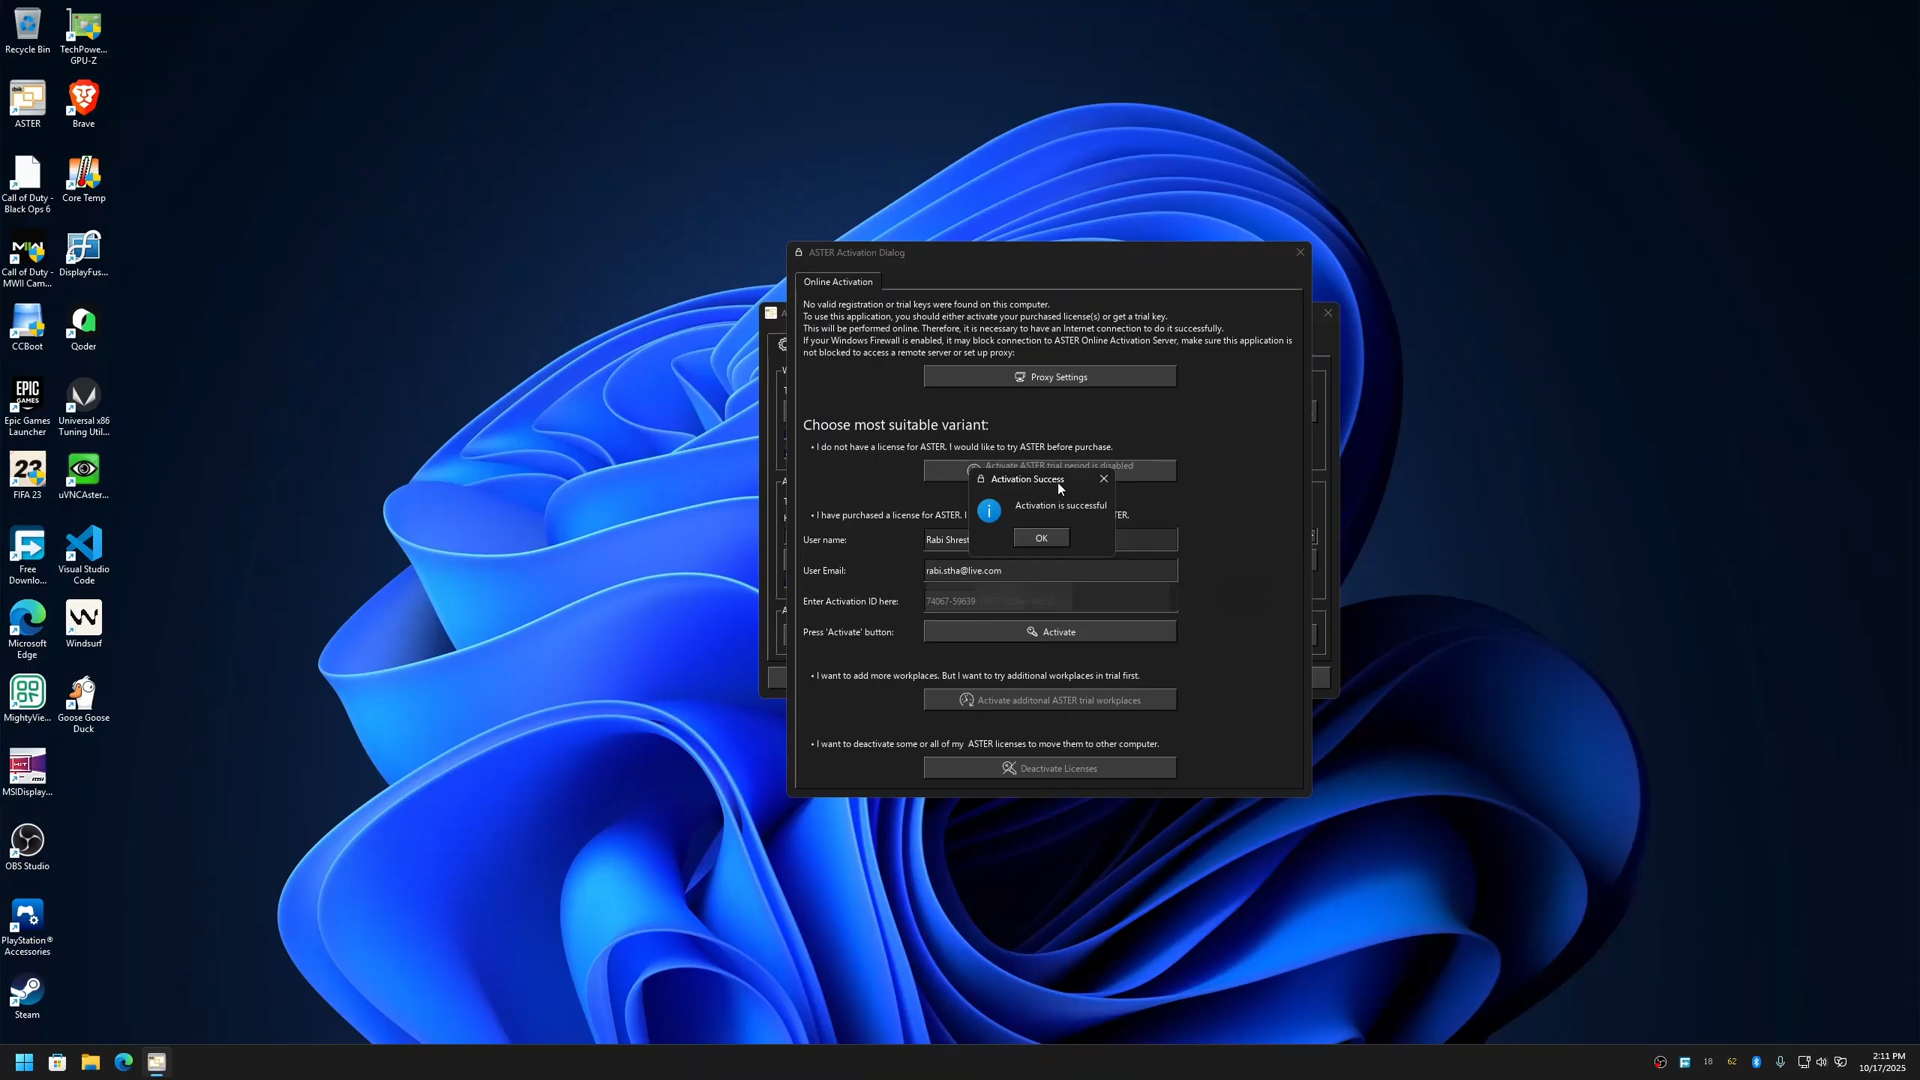 Recycle Bin
TechPowe...
GPU-Z
ibik
ASTER
Brave
Call of Duty -
Black Ops 6
Core Temp
Call of Duty -
MWII Cam...
DisplayFus...
CCBoot
Qoder
EPIC
GAMES
Epic Games
Launcher
Universal x86
Tuning Util...
23
FIFA 23
uVNCAster...
Free
Downlo...
Visual Studio
Code
Microsoft
Edge
Windsurf
MightyVie...
Goose Goose
Duck
MSIDisplay...
OBS Studio
PlayStation®
Accessories
Steam
ASTER Activation Dialog
Online Activation
No valid registration or trial keys were found on this computer.
To use this application, you should either activate your purchased license(s) or get a trial key.
This will be performed online. Therefore, it is necessary to have an Internet connection to do it successfully.
If your Windows Firewall is enabled, it may block connection to ASTER Online Activation Server, make sure this application is
not blocked to access a remote server or set up proxy:
Proxy Settings
Choose most suitable variant:
• I do not have a license for ASTER. I would like to try ASTER before purchase.
Activate ASTER trial period is disabled
Activation Success
Activation is successful
OK
• I have purchased a license for ASTER. I
TER.
User name:
Rabi Shrest
User Email:
rabi.stha@live.com
Enter Activation ID here:
74067-59639
Press 'Activate' button:
Activate
• I want to add more workplaces. But I want to try additional workplaces in trial first.
Activate additonal ASTER trial workplaces
• I want to deactivate some or all of my ASTER licenses to move them to other computer.
Deactivate Licenses
18
62
2:11 PM
10/17/2025